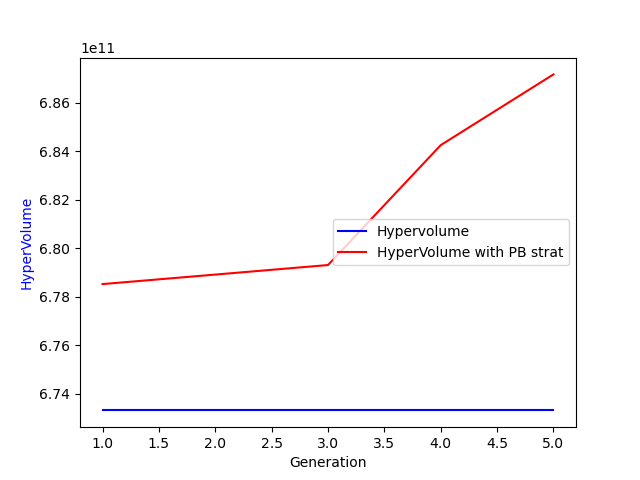 1e11
6.86
6.84
6.82
6.80
6.78
6.76
6.74
HyperVolume
Hypervolume
HyperVolume with PB strat
1.0 1.5 2.0 2.5 3.0 3.5 4.0 4.5 5.0
Generation